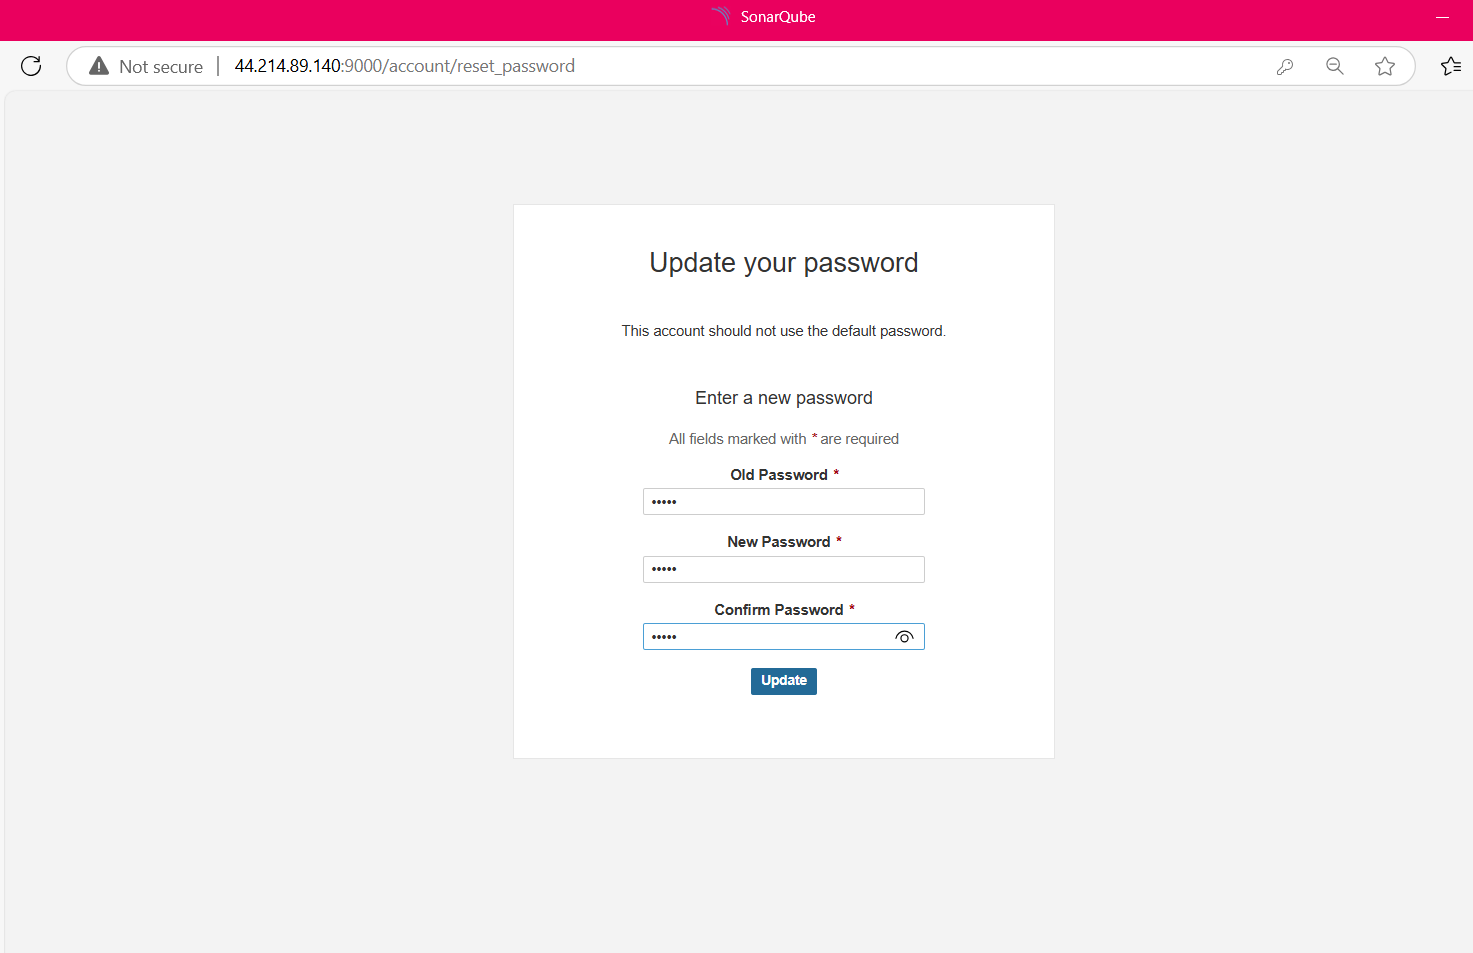 SonarQube
Not secure
44.214.89.140:9000/account/reset_password
Update your password
This account should not use the default password.
Enter a new password
All fields marked with * are required
Old Password *
•••••
New Password *
•••••
Confirm Password *
•••••
Update